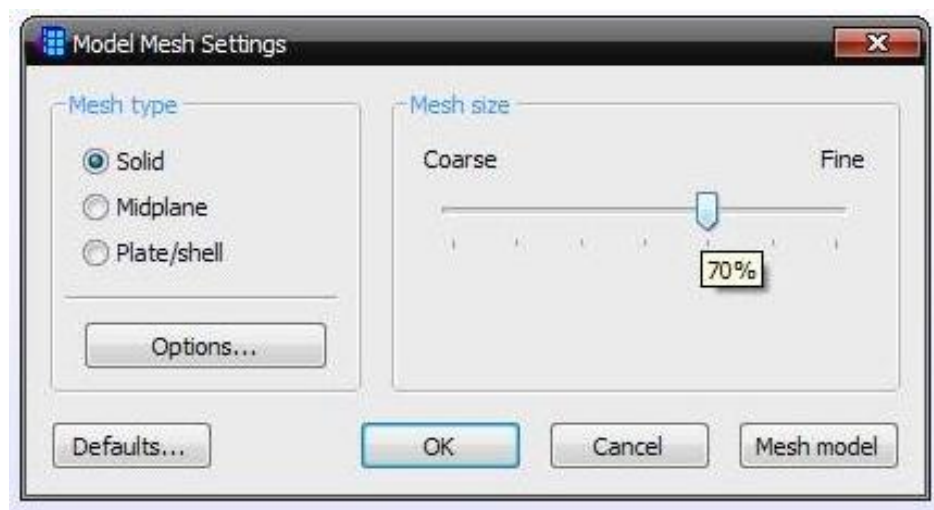 Model Mesh Settings
Mesh type
Solid
Midplane
Plate/shell
Options...
Mesh size
Coarse Fine
70%
Defaults... OK Cancel Mesh model